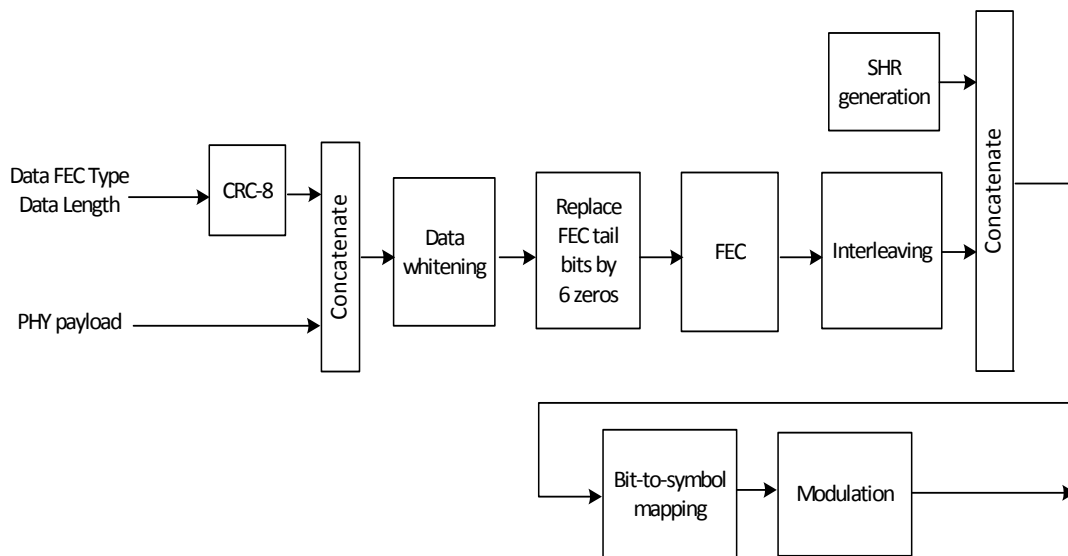 SHR
generation
Concatenate
Data FEC Type
Data Length
CRC-8
Concatenate
Data
whitening
Replace
FEC tail
bits by
6 zeros
FEC
Interleaving
PHY payload
Bit-to-symbol
mapping
Modulation